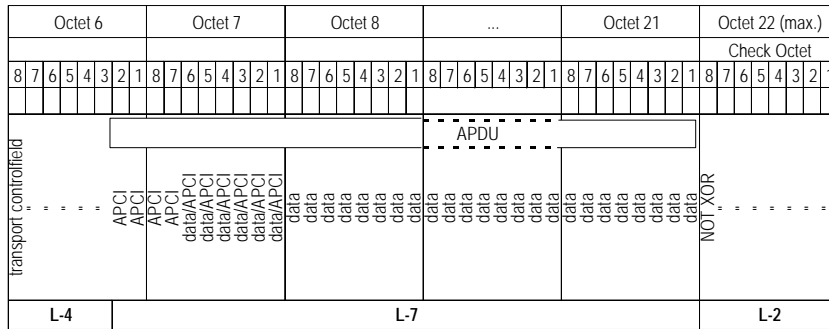 Octet 6 Octet 7 Octet 8 ... Octet 21 Octet 22 (max.)
Check Octet
8 7 6 5 4 3 2 1 8 7 6 5 4 3 2 1 8 7 6 5 4 3 2 1 8 7 6 5 4 3 2 1 8 7 6 5 4 3 2 1 8 7 6 5 4 3 2 1
APDU
transport controlfield " " " " " APCI APCI APCI APCI data/APCI data/APCI data/APCI data/APCI data/APCI data/APCI data data data data data data data data data data data data data data data data data data data data data data data data NOT XOR " " " " " " "
L-4 L-7 L-2